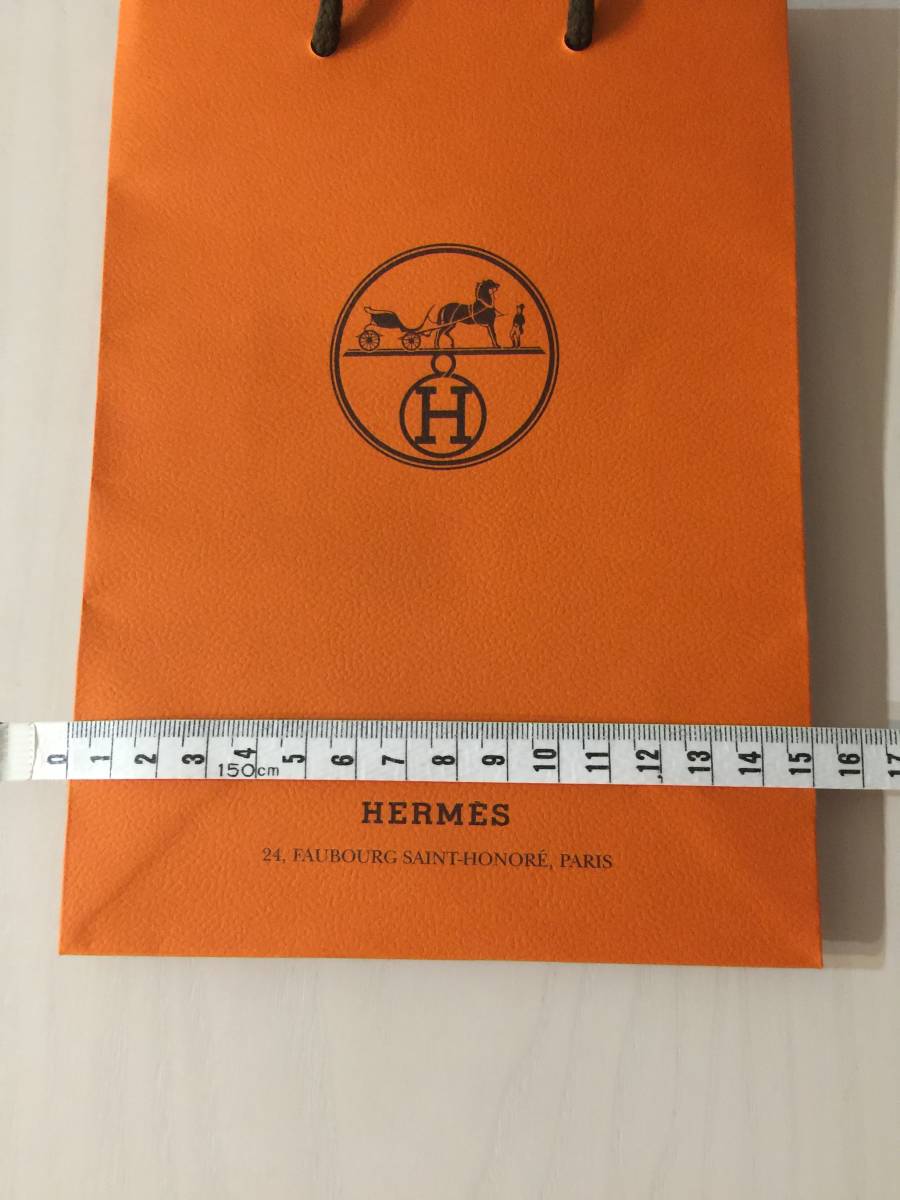 H
0 1 2 3 4 5 6 7 8 9 10 11 12 13 14 15 16 17
150cm
HERMÈS
24, FAUBOURG SAINT-HONORÉ, PARIS